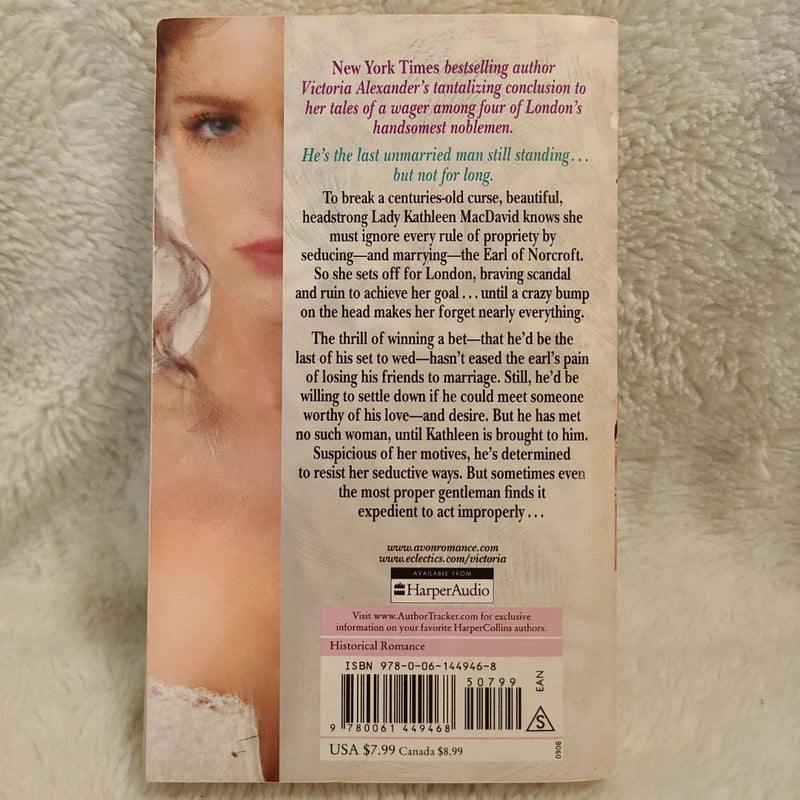 New York Times bestselling author
Victoria Alexander's tantalizing conclusion to
her tales of a wager among four of London's
handsomest noblemen.
He's the last unmarried man still standing...
but not for long.
To break a centuries-old curse, beautiful,
headstrong Lady Kathleen MacDavid knows she
must ignore every rule of propriety by
seducing—and marrying—the Earl of Norcroft.
So she sets off for London, braving scandal
and ruin to achieve her goal...until a crazy bump
on the head makes her forget nearly everything.
The thrill of winning a bet—that he'd be the
last of his set to wed—hasn't eased the earl's pain
of losing his friends to marriage. Still, he'd be
willing to settle down if he could meet someone
worthy of his love—and desire. But he has met
no such woman, until Kathleen is brought to him.
Suspicious of her motives, he's determined
to resist her seductive ways. But sometimes even
the most proper gentleman finds it
expedient to act improperly...
www.avonromance.com
www.eclectics.com/victoria
AVAILABLE FROM
HarperAudio
Visit www.AuthorTracker.com for exclusive
information on your favorite HarperCollins authors.
Historical Romance
ISBN 978-0-06-144946-8
50799
EAN
9 780061 449468
S
USA $7.99 Canada $8.99
0908